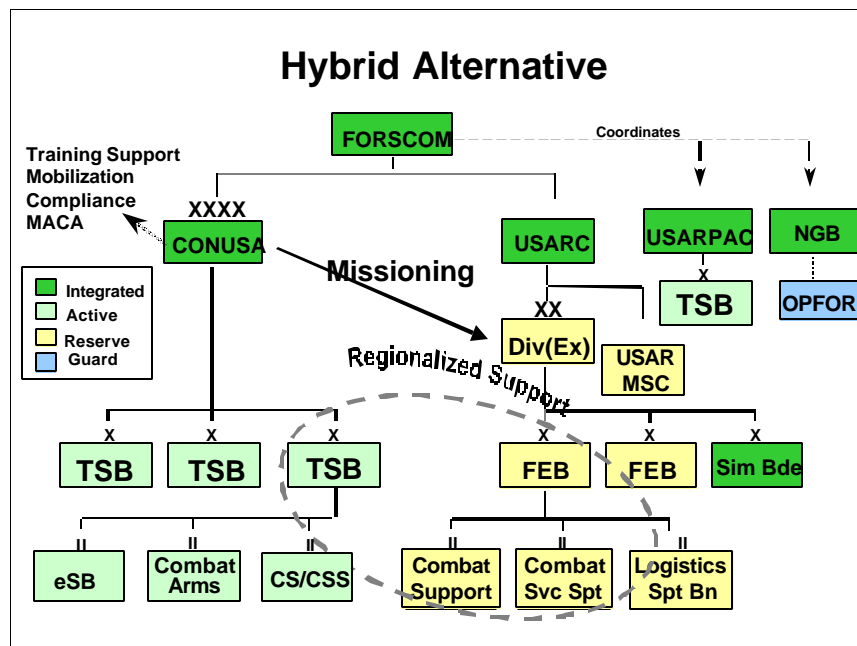 Hybrid Alternative
FORSCOM
Coordinates
Training Support
Mobilization
Compliance
MACA
XXXX
CONUSA
USARC
USARPAC
NGB
Missioning
Integrated
Active
Reserve
Guard
X
TSB
OPFOR
XX
Div(Ex)
USAR
MSC
Regionalized Support
X
TSB
X
TSB
X
TSB
X
FEB
X
FEB
X
Sim Bde
II
eSB
II
Combat
Arms
II
CS/CSS
II
Combat
Support
II
Combat
Svc Spt
II
Logistics
Spt Bn